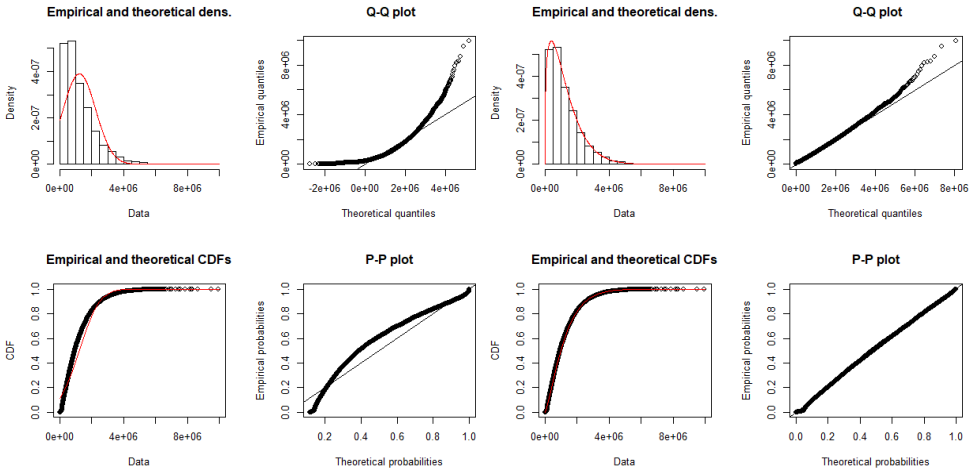 Empirical and theoretical dens.
Density
0e+00 2e-07 4e-07
0e+00 4e+06 8e+06
Data
Q-Q plot
Empirical quantiles
0e+00 4e+06 8e+06
-2e+06 0e+00 2e+06 4e+06
Theoretical quantiles
Empirical and theoretical dens.
Density
0e+00 2e-07 4e-07
0e+00 4e+06 8e+06
Data
Q-Q plot
Empirical quantiles
0e+00 4e+06 8e+06
0e+00 2e+06 4e+06 6e+06 8e+06
Theoretical quantiles
Empirical and theoretical CDFs
CDF
0.0 0.2 0.4 0.6 0.8 1.0
0e+00 4e+06 8e+06
Data
P-P plot
Empirical probabilities
0.0 0.2 0.4 0.6 0.8 1.0
0.2 0.4 0.6 0.8 1.0
Theoretical probabilities
Empirical and theoretical CDFs
CDF
0.0 0.2 0.4 0.6 0.8 1.0
0e+00 4e+06 8e+06
Data
P-P plot
Empirical probabilities
0.0 0.2 0.4 0.6 0.8 1.0
0.0 0.2 0.4 0.6 0.8 1.0
Theoretical probabilities